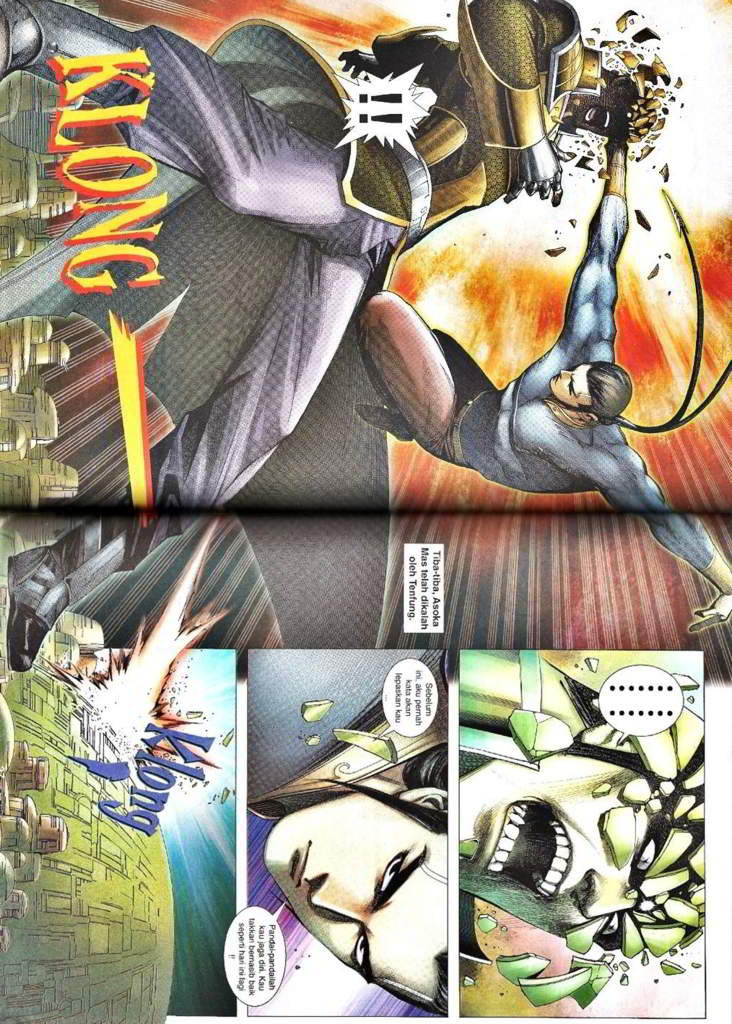 KLONG
!!
Tiba-tiba, Asoka
Mas telah dikalah
oleh Tenfung.
.......
.......
Sebelum
ini, aku pernah
kata akan
lepaskan kau
...
Pandai-pandailah
kau jaga diri. Kau
takkan bernasib baik
seperti hari ini lagi
!!
Klong